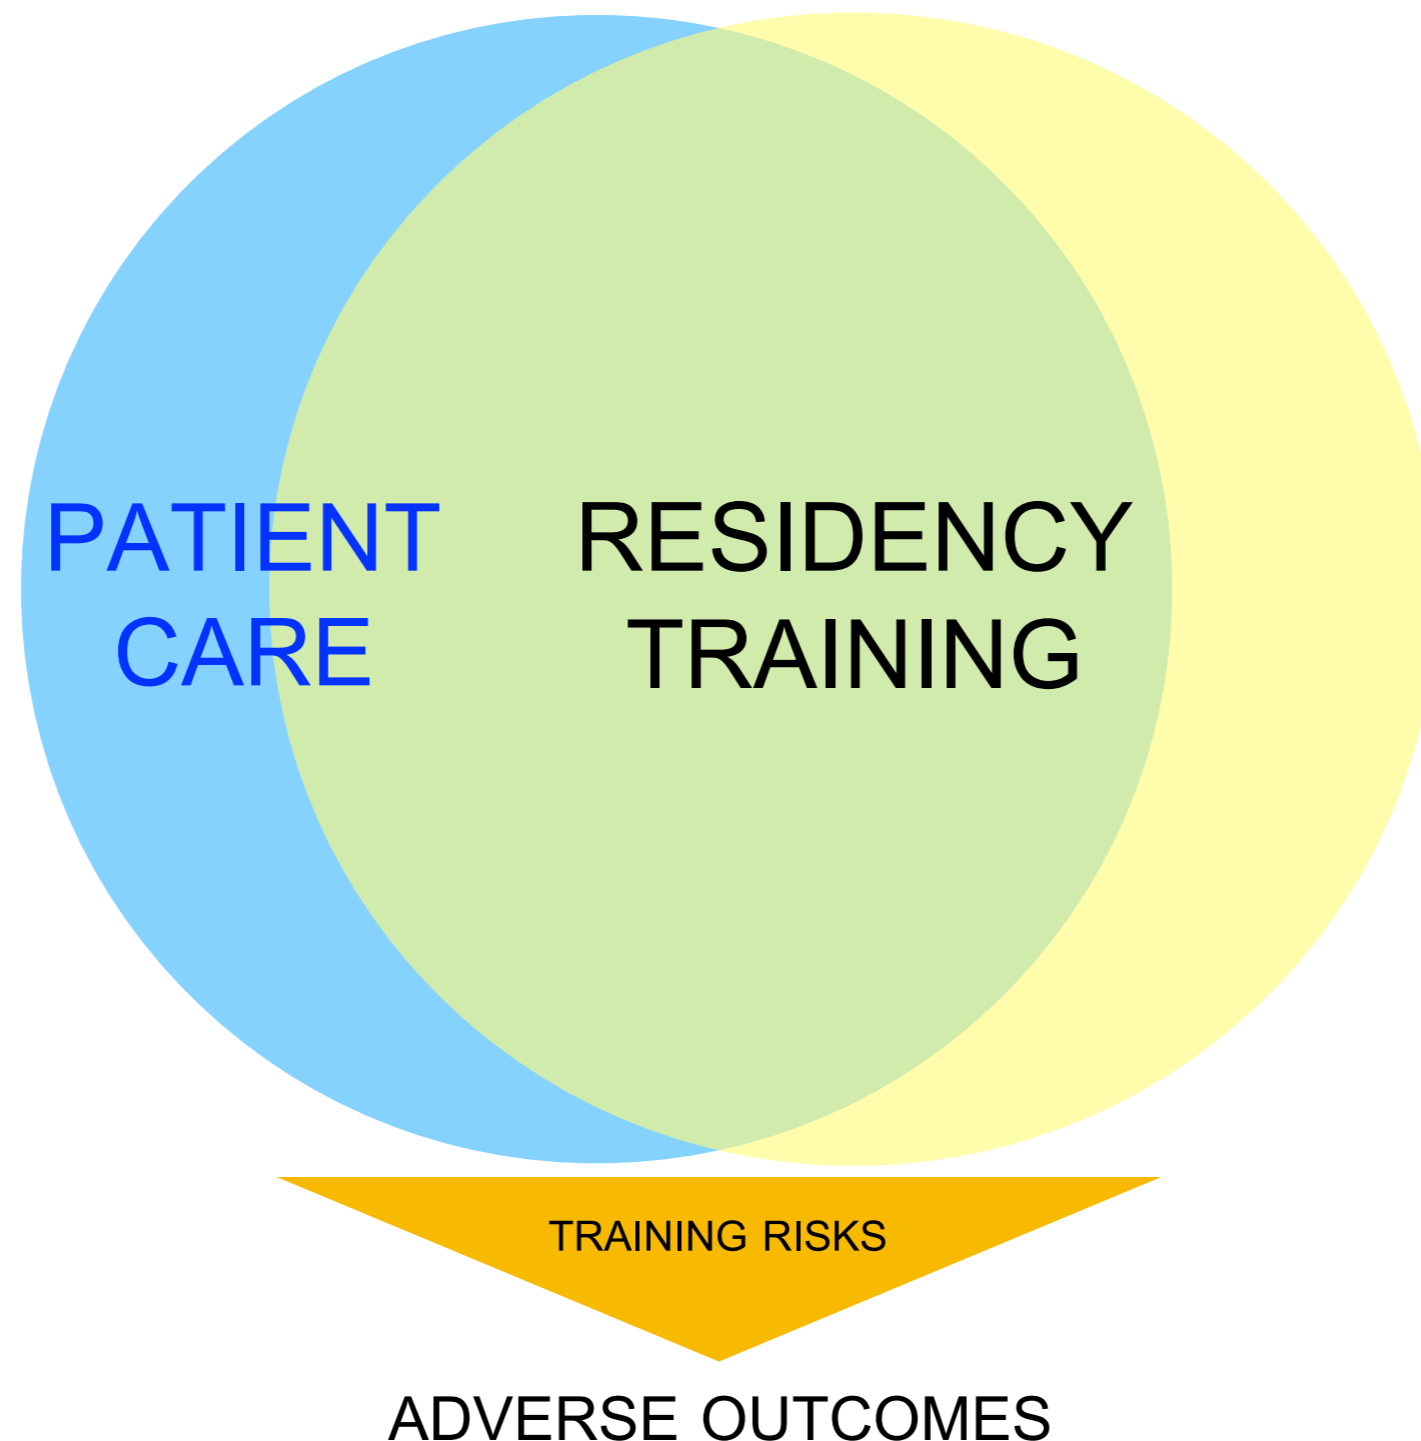 PATIENT
CARE
RESIDENCY
TRAINING
TRAINING RISKS
ADVERSE OUTCOMES